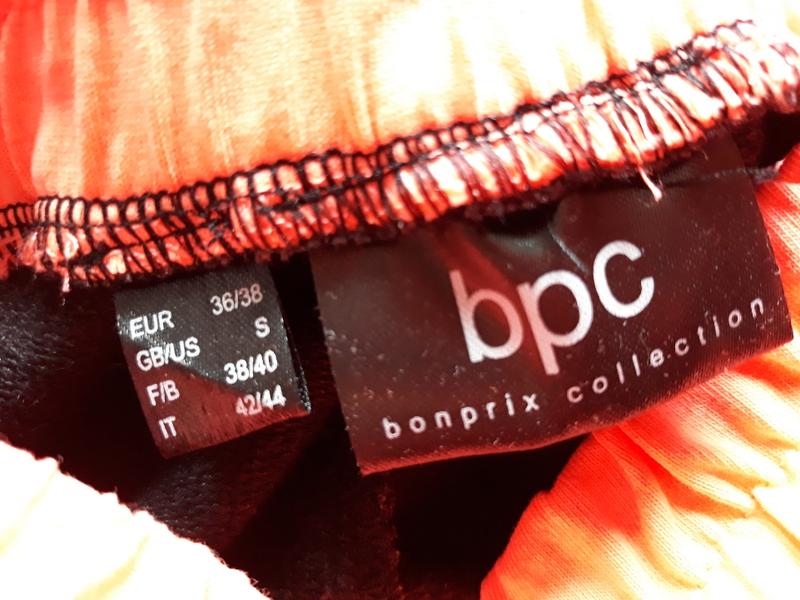 EUR 36/38
GB/US S
F/B 38/40
IT 42/44
bpc
bonprix collection